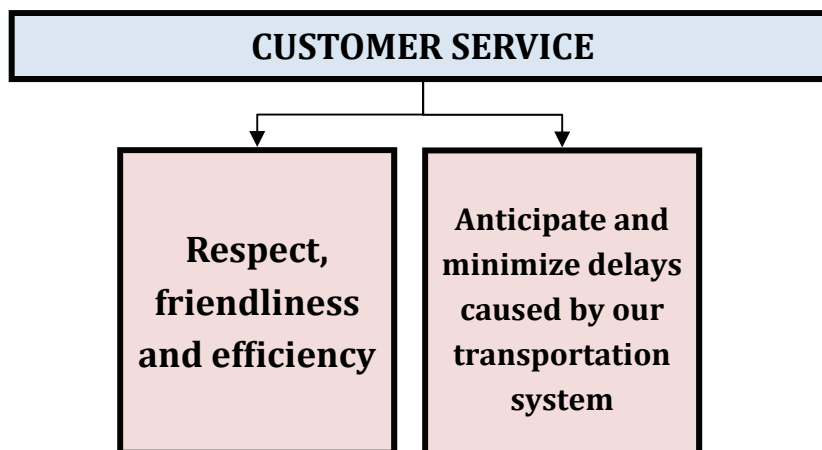 CUSTOMER SERVICE
Respect,
friendliness
and efficiency
Anticipate and
minimize delays
caused by our
transportation
system